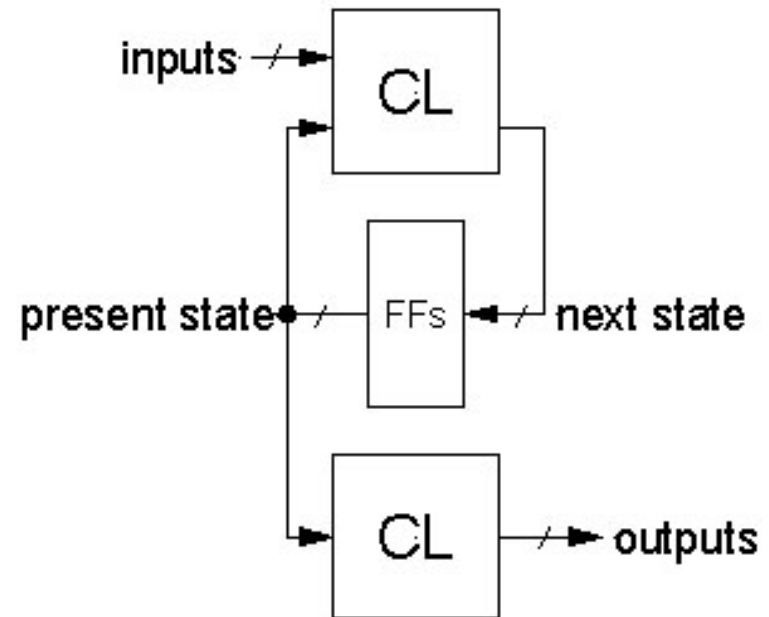 inputs
CL
present state
FFs
next state
CL
outputs